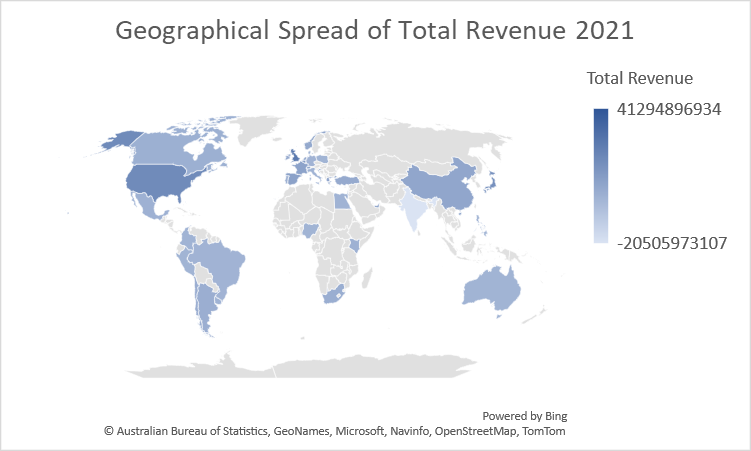 Geographical Spread of Total Revenue 2021
Total Revenue
41294896934
-20505973107
Powered by Bing
© Australian Bureau of Statistics, GeoNames, Microsoft, Navinfo, OpenStreetMap, TomTom